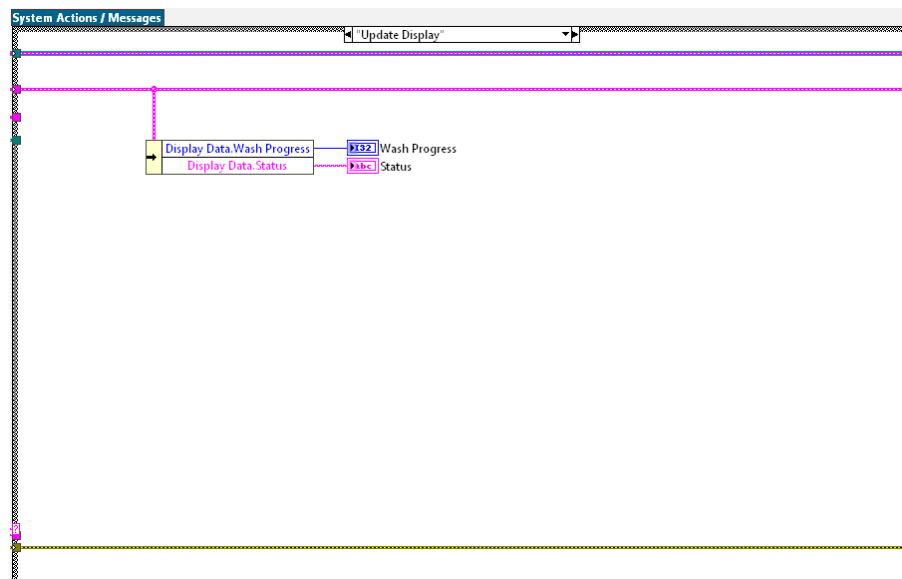 System Actions / Messages
"Update Display"
Display Data.Wash Progress
I32
Wash Progress
Display Data.Status
abc
Status
?